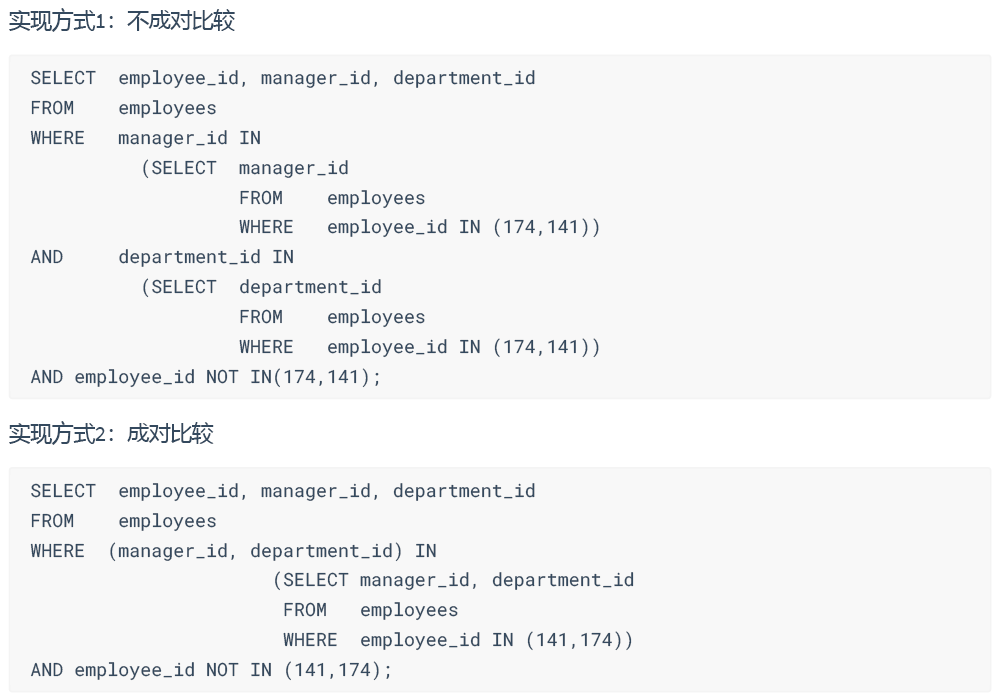 实现方式1：不成对比较
SELECT  employee_id, manager_id, department_id
FROM    employees
WHERE   manager_id IN
          (SELECT  manager_id
                   FROM    employees
                   WHERE   employee_id IN (174,141))
AND     department_id IN
          (SELECT  department_id
                   FROM    employees
                   WHERE   employee_id IN (174,141))
AND employee_id NOT IN(174,141);
实现方式2：成对比较
SELECT  employee_id, manager_id, department_id
FROM    employees
WHERE  (manager_id, department_id) IN
                      (SELECT manager_id, department_id
                       FROM   employees
                       WHERE  employee_id IN (141,174))
AND employee_id NOT IN (141,174);